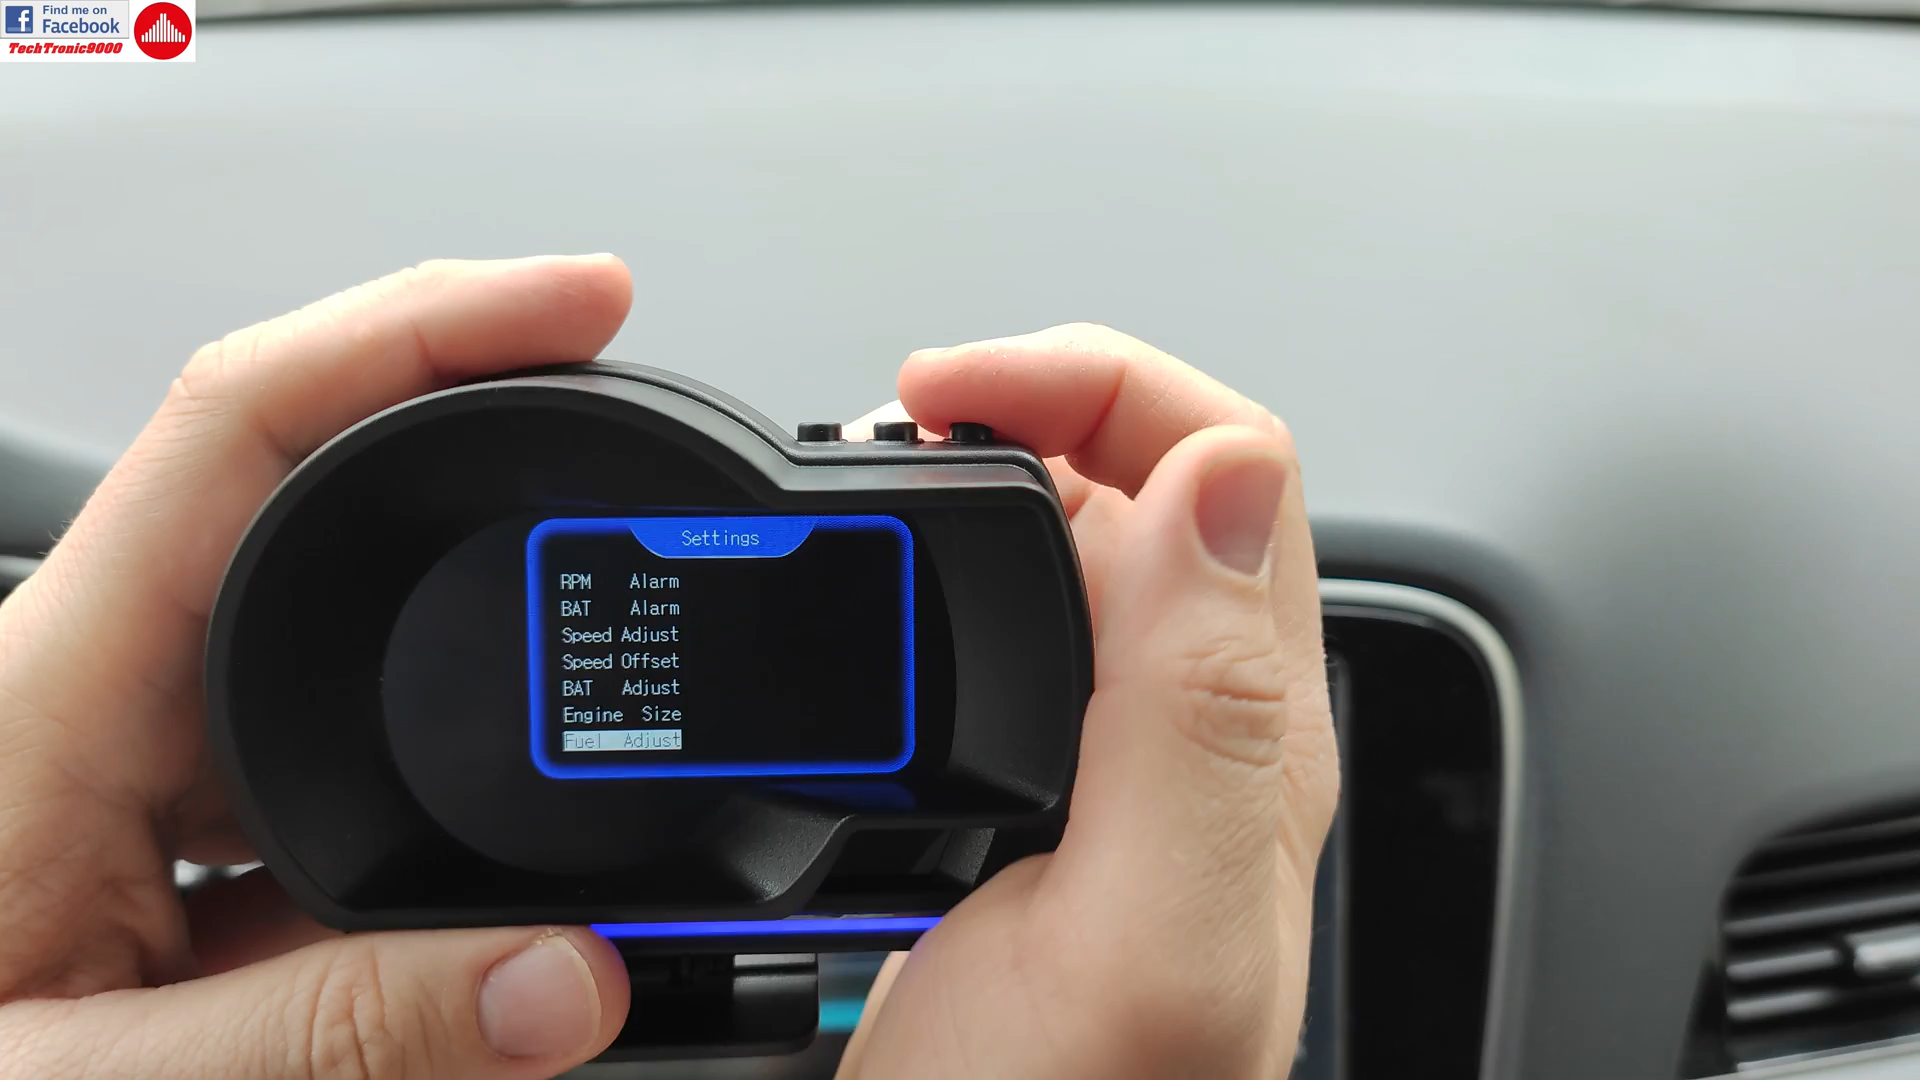 Find me on
Facebook
TechTronic9000
Settings
RPM Alarm
BAT Alarm
Speed Adjust
Speed Offset
BAT Adjust
Engine Size
Fuel Adjust